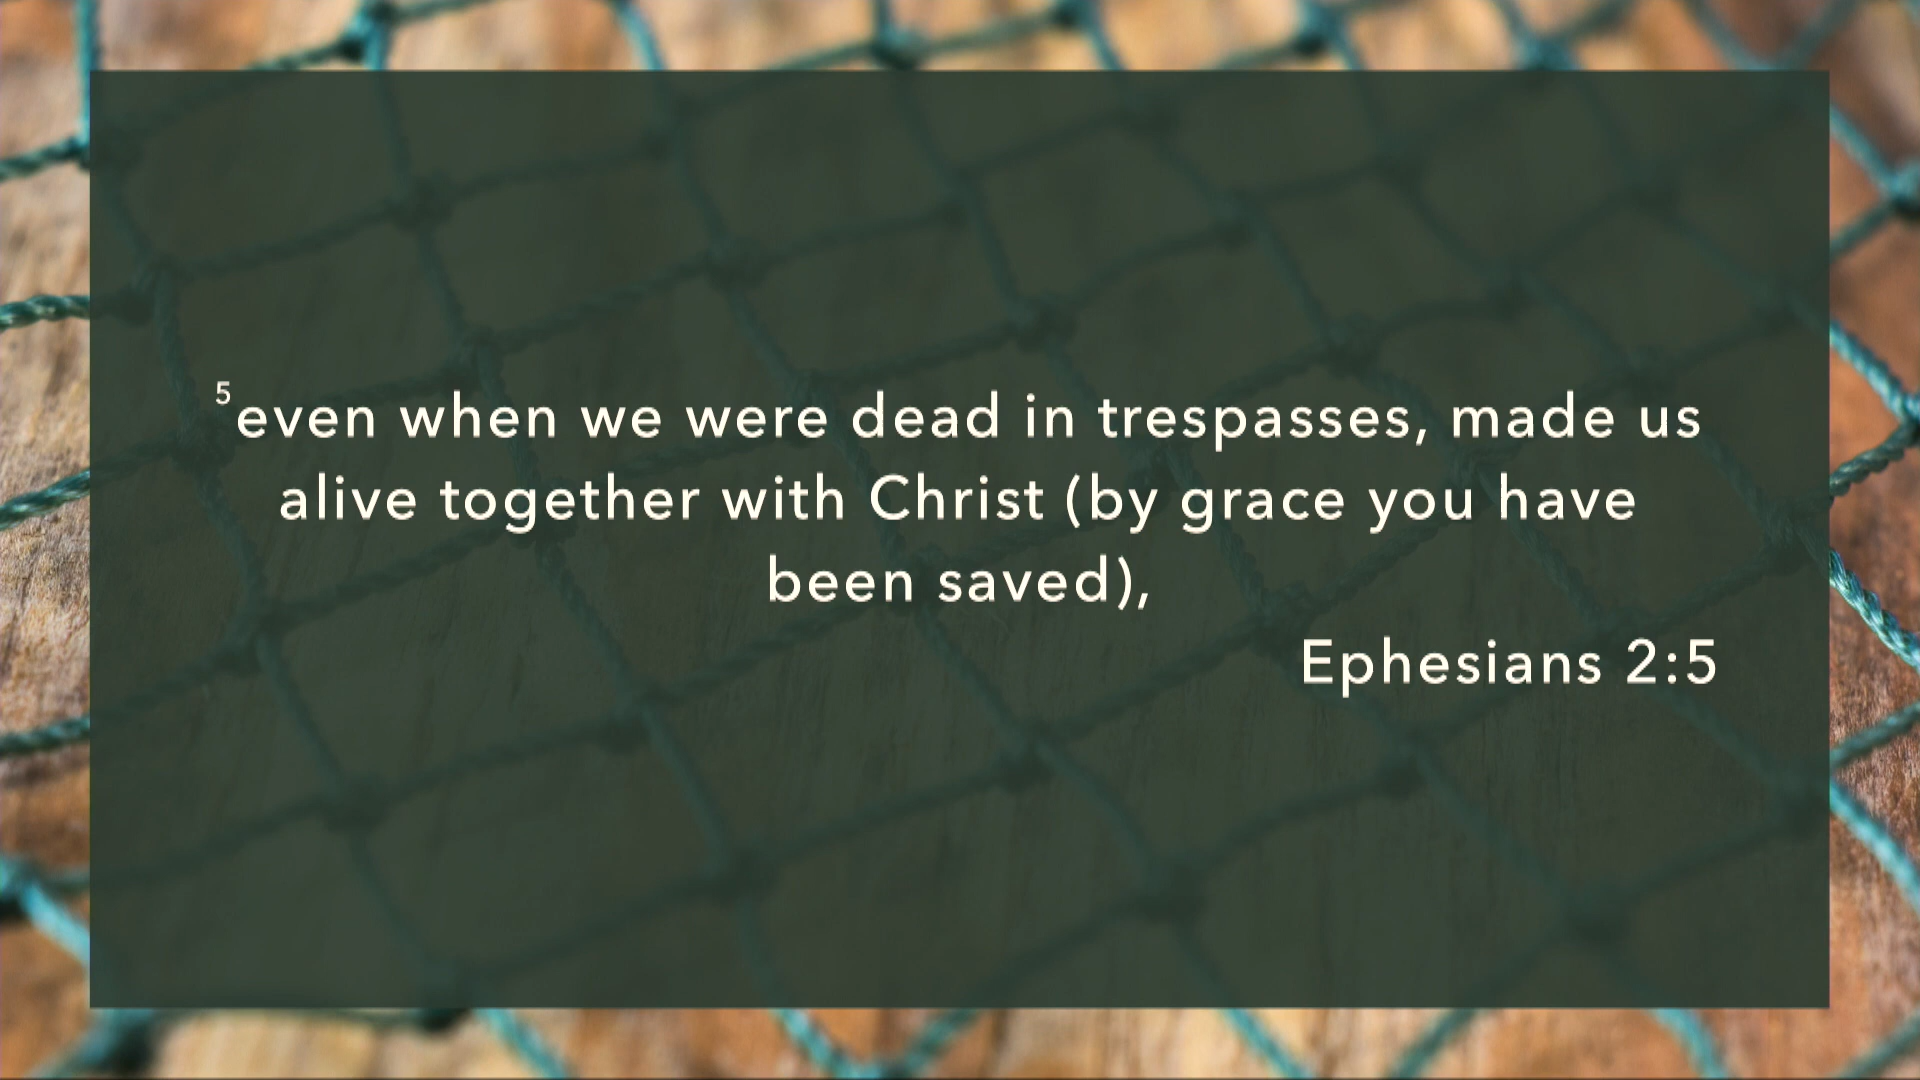 5even when we were dead in trespasses, made us
alive together with Christ (by grace you have
been saved),
Ephesians 2:5